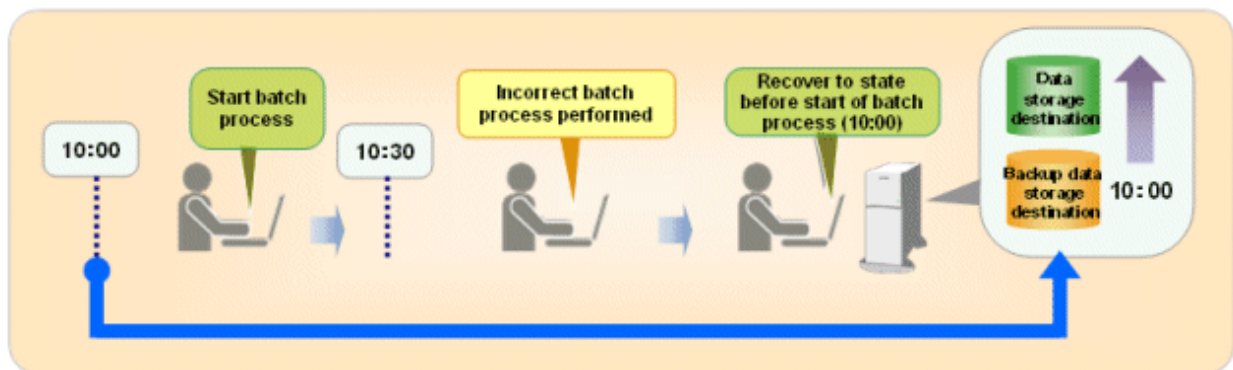 10:00
Start batch
process
10:30
Incorrect batch
process performed
Recover to state
before start of batch
process (10:00)
Data
storage
destination
Backup data
storage
destination
10:00